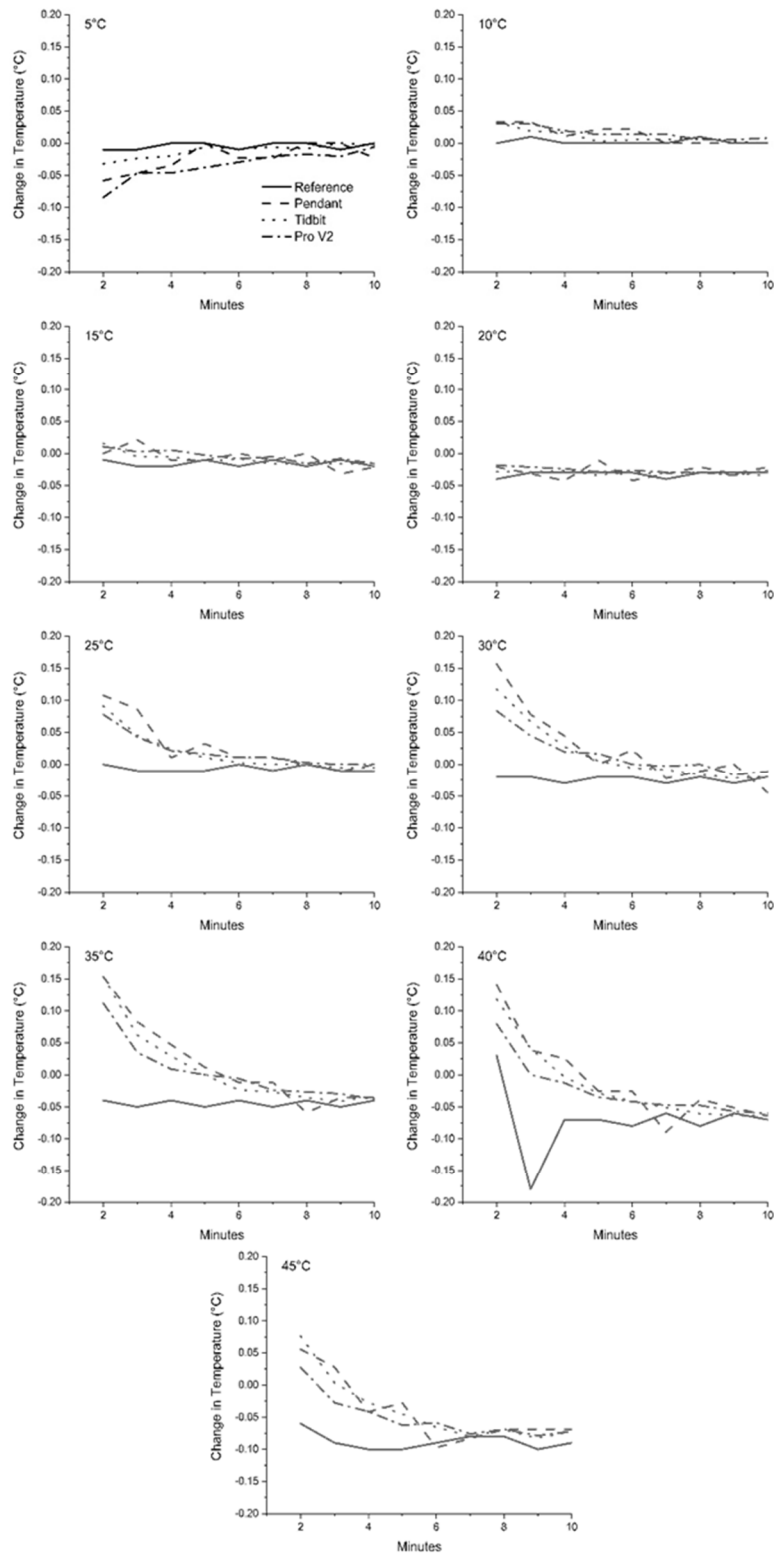 5°C
Change in Temperature (°C)
0.20
0.15
0.10
0.05
0.00
-0.05
-0.10
-0.15
-0.20
2 4 6 8 10
Minutes
Reference
Pendant
Tidbit
Pro V2
10°C
Change in Temperature (°C)
0.20
0.15
0.10
0.05
0.00
-0.05
-0.10
-0.15
-0.20
2 4 6 8 10
Minutes
15°C
Change in Temperature (°C)
0.20
0.15
0.10
0.05
0.00
-0.05
-0.10
-0.15
-0.20
2 4 6 8 10
Minutes
20°C
Change in Temperature (°C)
0.20
0.15
0.10
0.05
0.00
-0.05
-0.10
-0.15
-0.20
2 4 6 8 10
Minutes
25°C
Change in Temperature (°C)
0.20
0.15
0.10
0.05
0.00
-0.05
-0.10
-0.15
-0.20
2 4 6 8 10
Minutes
30°C
Change in Temperature (°C)
0.20
0.15
0.10
0.05
0.00
-0.05
-0.10
-0.15
-0.20
2 4 6 8 10
Minutes
35°C
Change in Temperature (°C)
0.20
0.15
0.10
0.05
0.00
-0.05
-0.10
-0.15
-0.20
2 4 6 8 10
Minutes
40°C
Change in Temperature (°C)
0.20
0.15
0.10
0.05
0.00
-0.05
-0.10
-0.15
-0.20
2 4 6 8 10
Minutes
45°C
Change in Temperature (°C)
0.20
0.15
0.10
0.05
0.00
-0.05
-0.10
-0.15
-0.20
2 4 6 8 10
Minutes